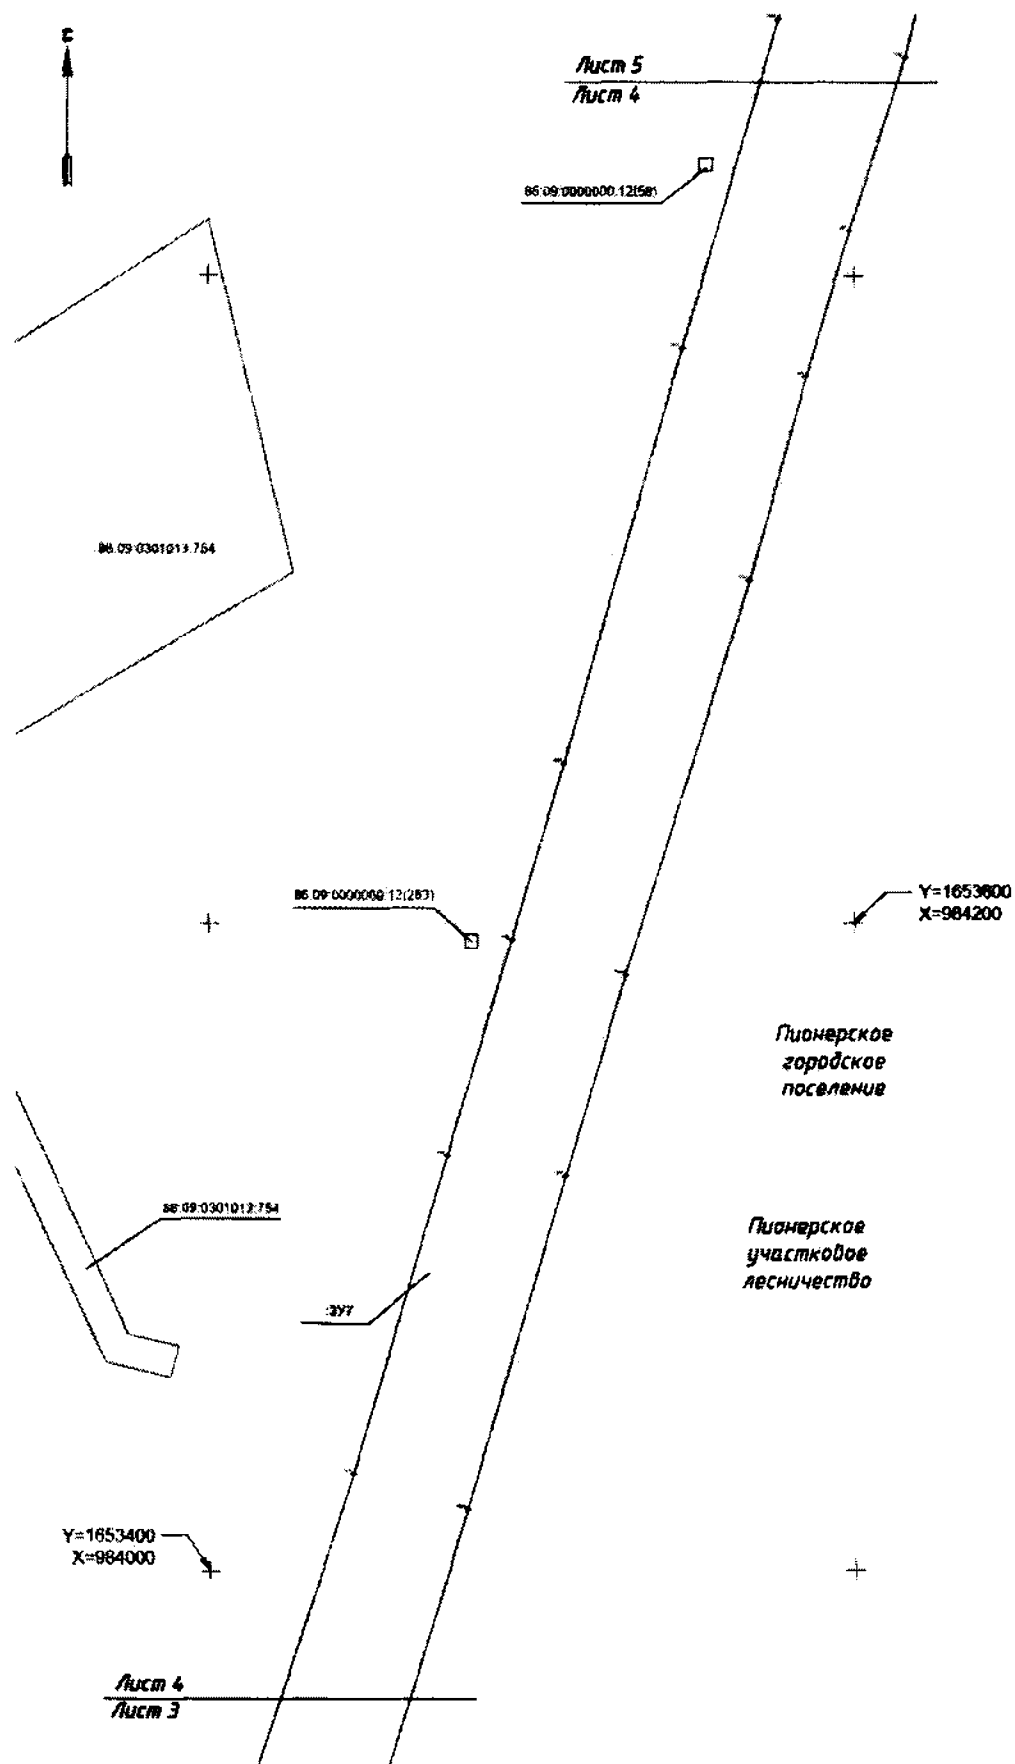 С
Лист 5
Лист 4
86:09:0000000:12(58)
86:09:0301013:754
86:09:0000000:12(283)
Y=1653600
X=984200
Пионерское
городское
поселение
86:09:0301013:754
Пионерское
участковое
лесничество
:ЗУ7
Y=1653400
X=984000
Лист 4
Лист 3